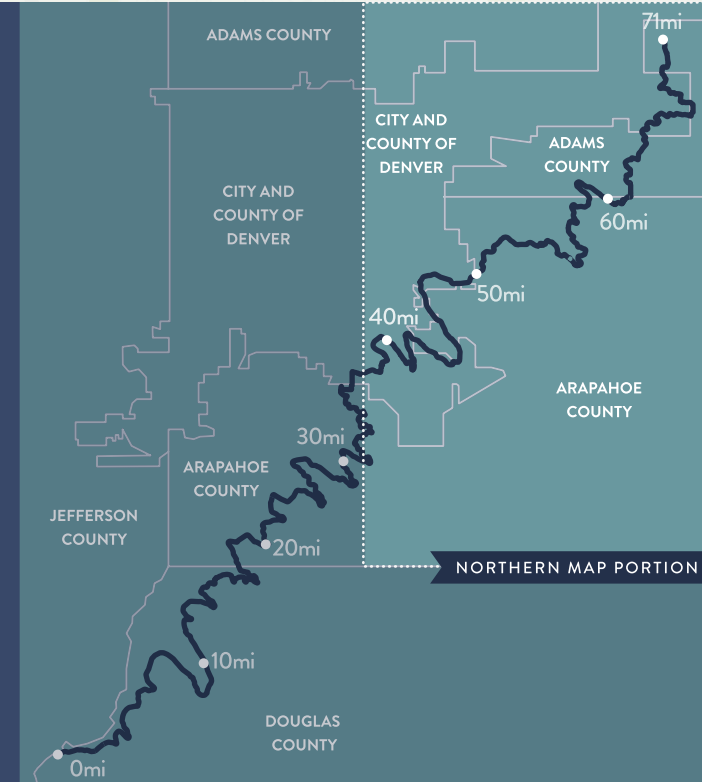 71mi
ADAMS COUNTY
CITY AND
COUNTY OF
DENVER
ADAMS
COUNTY
CITY AND
COUNTY OF
DENVER
60mi
50mi
40mi
ARAPAHOE
COUNTY
30mi
ARAPAHOE
COUNTY
JEFFERSON
COUNTY
20mi
NORTHERN MAP PORTION
10mi
DOUGLAS
COUNTY
0mi